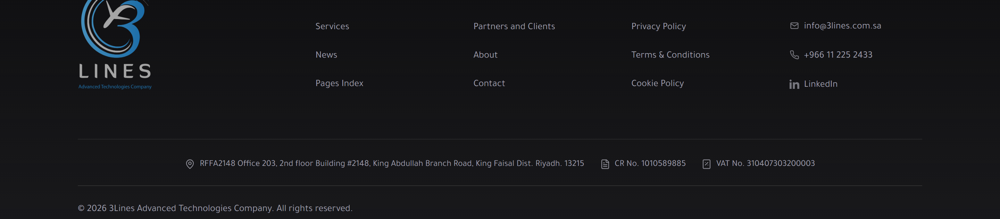 3
LINES
Advanced Technologies Company
Services
News
Pages Index
Partners and Clients
About
Contact
Privacy Policy
Terms & Conditions
Cookie Policy
info@3lines.com.sa
+966 11 225 2433
LinkedIn
RFFA2148 Office 203, 2nd floor Building #2148, King Abdullah Branch Road, King Faisal Dist. Riyadh. 13215
CR No. 1010589885
VAT No. 310407303200003
© 2026 3Lines Advanced Technologies Company. All rights reserved.